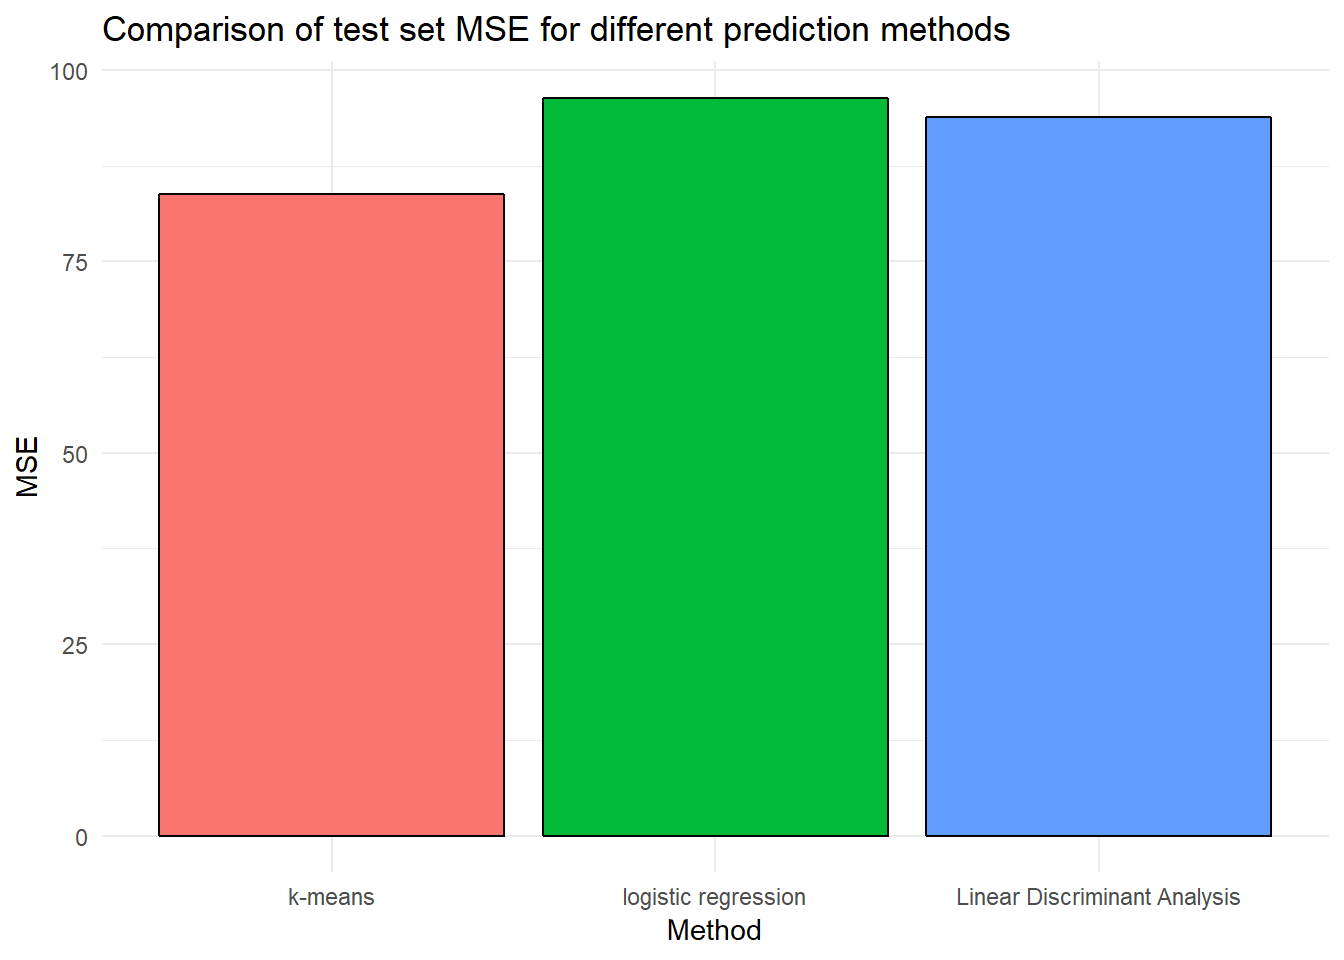 Comparison of test set MSE for different prediction methods
100
75
50
25
0
MSE
k-means
logistic regression
Linear Discriminant Analysis
Method